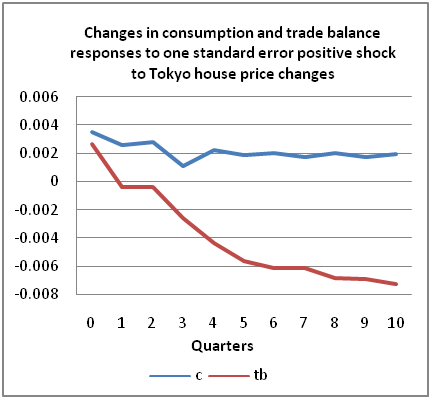 Changes in consumption and trade balance
responses to one standard error positive shock
to Tokyo house price changes
0.006
0.004
0.002
0
-0.002
-0.004
-0.006
-0.008
0 1 2 3 4 5 6 7 8 9 10
Quarters
c tb